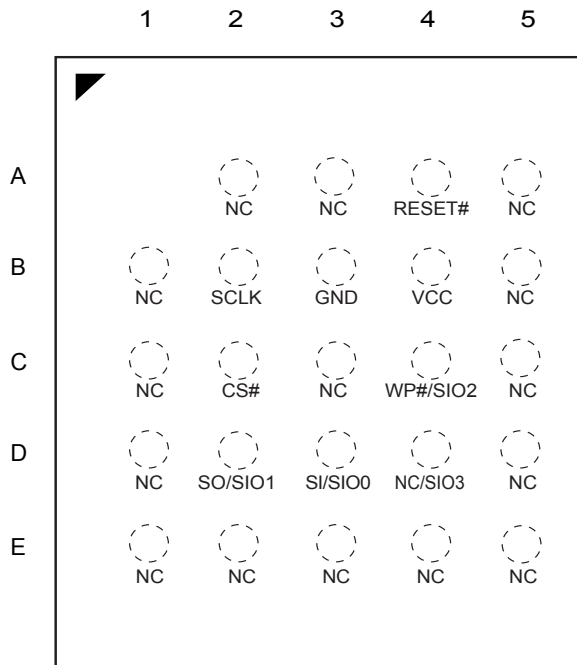 1 2 3 4 5
A
NC NC RESET# NC
B
NC SCLK GND VCC NC
C
NC CS# NC WP#/SIO2 NC
D
NC SO/SIO1 SI/SIO0 NC/SIO3 NC
E
NC NC NC NC NC